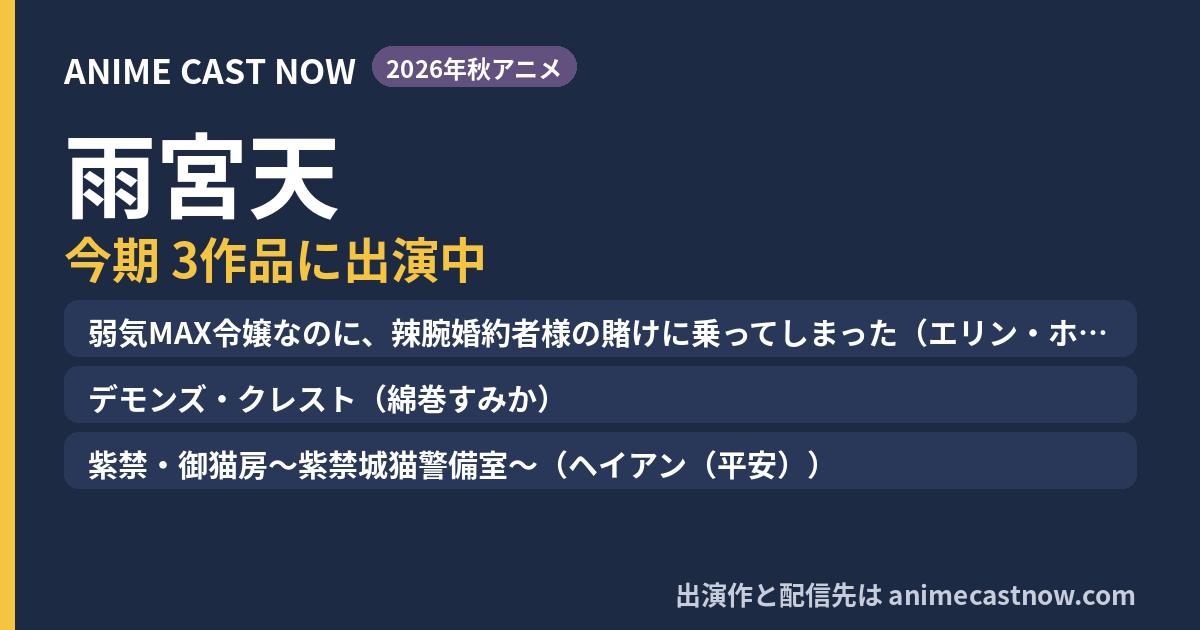 ANIME CAST NOW 2026年秋アニメ
雨宮天
今期 3作品に出演中
弱気MAX令嬢なのに、辣腕婚約者様の賭けに乗ってしまった（エリン・ホ…
デモンズ・クレスト（綿巻すみか）
紫禁・御猫房～紫禁城猫警備室～（ヘイアン（平安））
出演作と配信先は animecastnow.com